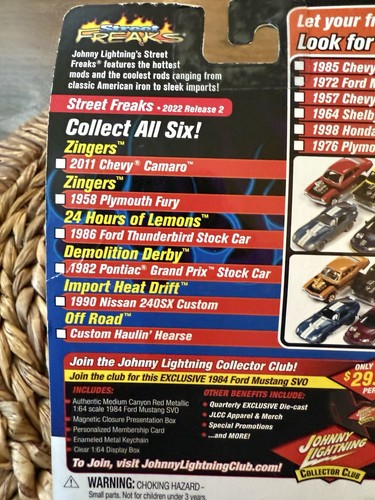 Street
FREAKS™
Johnny Lightning's Street
Freaks® features the hottest
mods and the coolest rods ranging from
classic American iron to sleek imports!
Street Freaks • 2022 Release 2
Collect All Six!
Zingers™
2011 Chevy® Camaro™
Zingers™
1958 Plymouth Fury
24 Hours of Lemons™
1986 Ford Thunderbird Stock Car
Demolition Derby™
1982 Pontiac® Grand Prix™ Stock Car
Import Heat Drift™
1990 Nissan 240SX Custom
Off Road™
Custom Haulin' Hearse
Let your fr
Look for
1985 Chevy
1972 Ford M
1957 Chevy
1964 Shelb
1998 Honda
1976 Plymo
Join the Johnny Lightning Collector Club!
Join the club for this EXCLUSIVE 1984 Ford Mustang SVO
INCLUDES:
• Authentic Medium Canyon Red Metallic
1:64 scale 1984 Ford Mustang SVO
• Magnetic Closure Presentation Box
• Personalized Membership Card
• Enameled Metal Keychain
• Clear 1:64 Display Box
OTHER BENEFITS INCLUDE:
• Quarterly EXCLUSIVE Die-cast
• JLCC Apparel & Merch
• Special Promotions
• ...and MORE!
To Join, visit JohnnyLightningClub.com!
ONLY
$29
PER
JOHNNY
LIGHTNING
COLLECTOR CLUB
WARNING: CHOKING HAZARD-
Small parts. Not for children under 3 years.